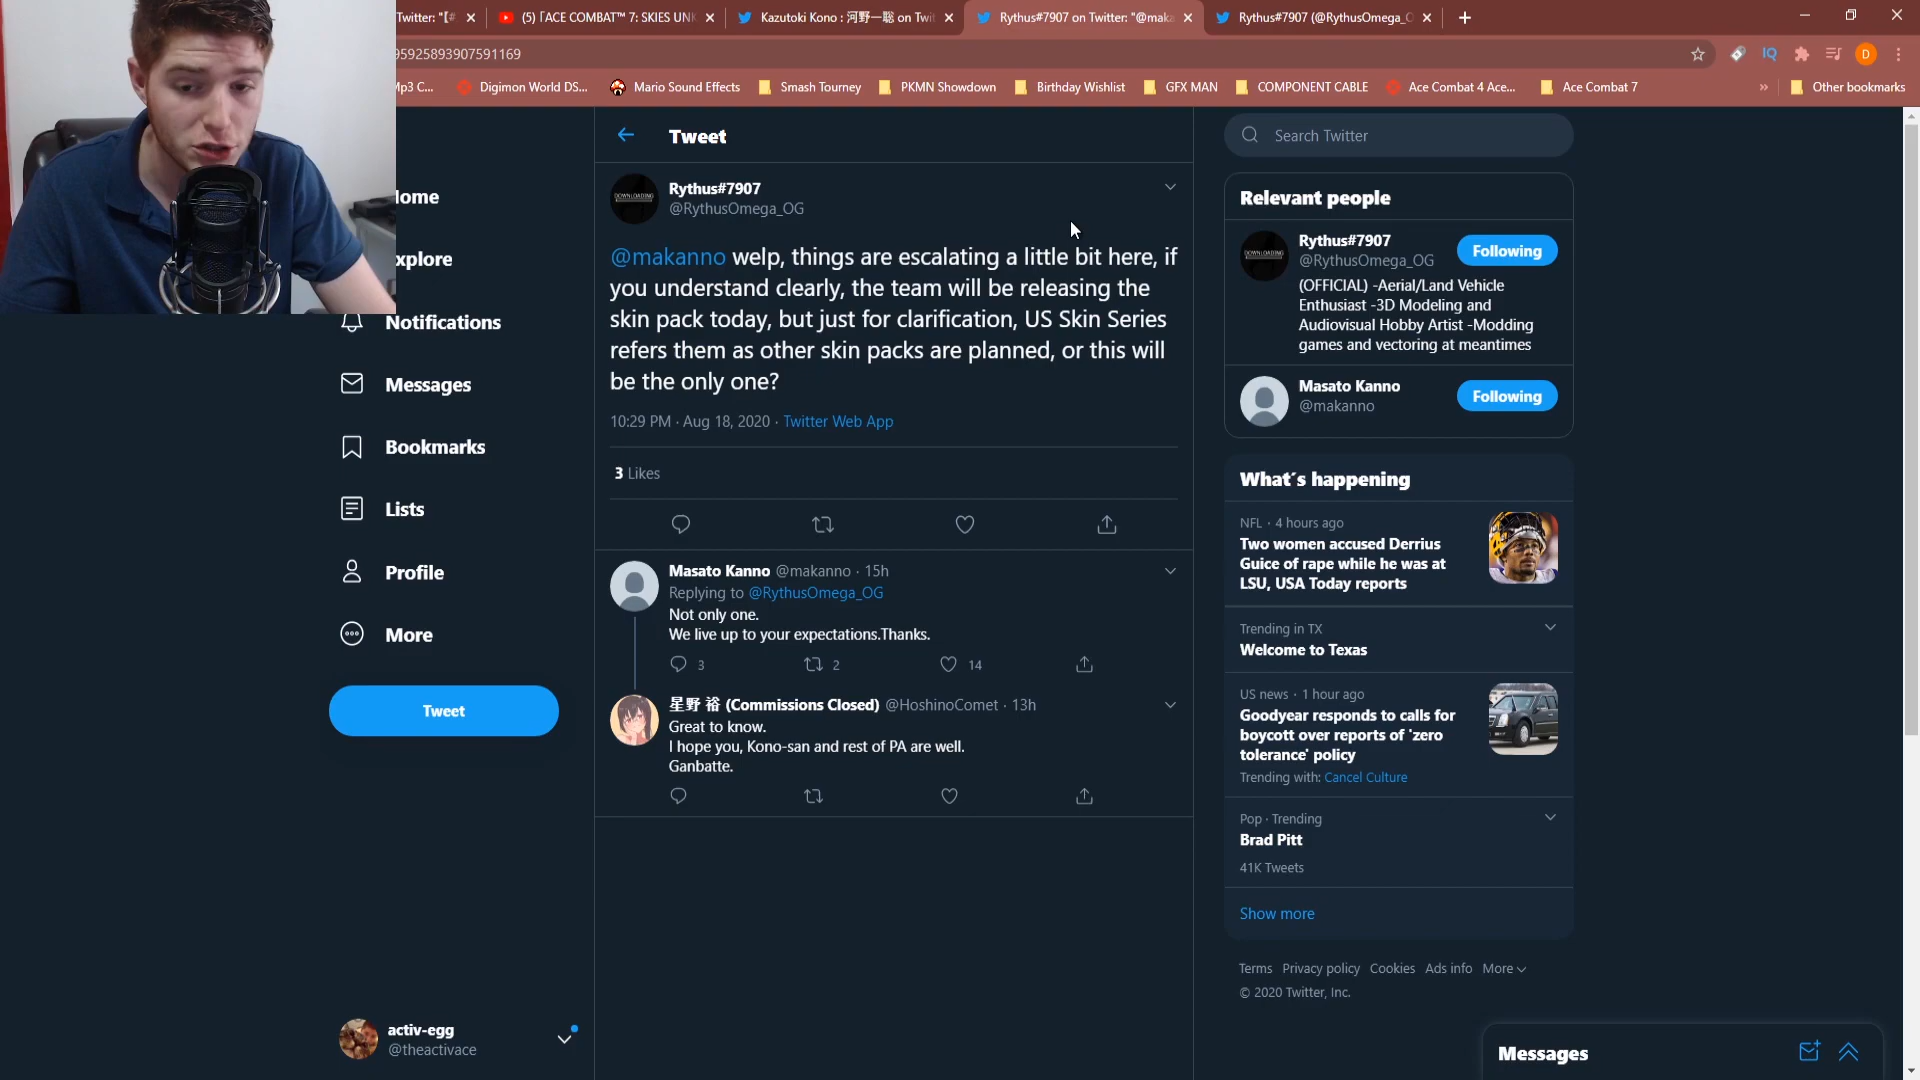 Twitter: "【#
(5) 「ACE COMBAT™ 7: SKIES UN
Kazutoki Kono : 河野一聡 on Twit
Rythus#7907 on Twitter: "@maka
Rythus#7907 (@RythusOmega_O
95925893907591169
IQ
D
Mp3 C...
Digimon World DS...
Mario Sound Effects
Smash Tourney
PKMN Showdown
Birthday Wishlist
GFX MAN
COMPONENT CABLE
Ace Combat 4 Ace...
Ace Combat 7
Other bookmarks
Home
Explore
Notifications
Messages
Bookmarks
Lists
Profile
More
Tweet
activ-egg
@theactivace
Tweet
DOWNLOADING
Rythus#7907
@RythusOmega_OG
@makanno welp, things are escalating a little bit here, if
you understand clearly, the team will be releasing the
skin pack today, but just for clarification, US Skin Series
refers them as other skin packs are planned, or this will
be the only one?
10:29 PM · Aug 18, 2020 · Twitter Web App
3 Likes
Masato Kanno @makanno · 15h
Replying to @RythusOmega_OG
Not only one.
We live up to your expectations.Thanks.
3 2 14
星野 裕 (Commissions Closed) @HoshinoComet · 13h
Great to know.
I hope you, Kono-san and rest of PA are well.
Ganbatte.
Search Twitter
Relevant people
DOWNLOADING
Rythus#7907
@RythusOmega_OG
Following
(OFFICIAL) -Aerial/Land Vehicle
Enthusiast -3D Modeling and
Audiovisual Hobby Artist -Modding
games and vectoring at meantimes
Masato Kanno
@makanno
Following
What's happening
NFL · 4 hours ago
Two women accused Derrius
Guice of rape while he was at
LSU, USA Today reports
Trending in TX
Welcome to Texas
US news · 1 hour ago
Goodyear responds to calls for
boycott over reports of 'zero
tolerance' policy
Trending with: Cancel Culture
Pop · Trending
Brad Pitt
41K Tweets
Show more
Terms Privacy policy Cookies Ads info More
© 2020 Twitter, Inc.
Messages